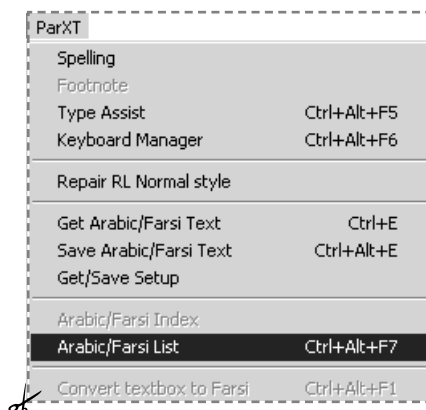 ParXT
Spelling
Footnote
Type Assist Ctrl+Alt+F5
Keyboard Manager Ctrl+Alt+F6
Repair RL Normal style
Get Arabic/Farsi Text Ctrl+E
Save Arabic/Farsi Text Ctrl+Alt+E
Get/Save Setup
Arabic/Farsi Index
Arabic/Farsi List Ctrl+Alt+F7
Convert textbox to Farsi Ctrl+Alt+F1